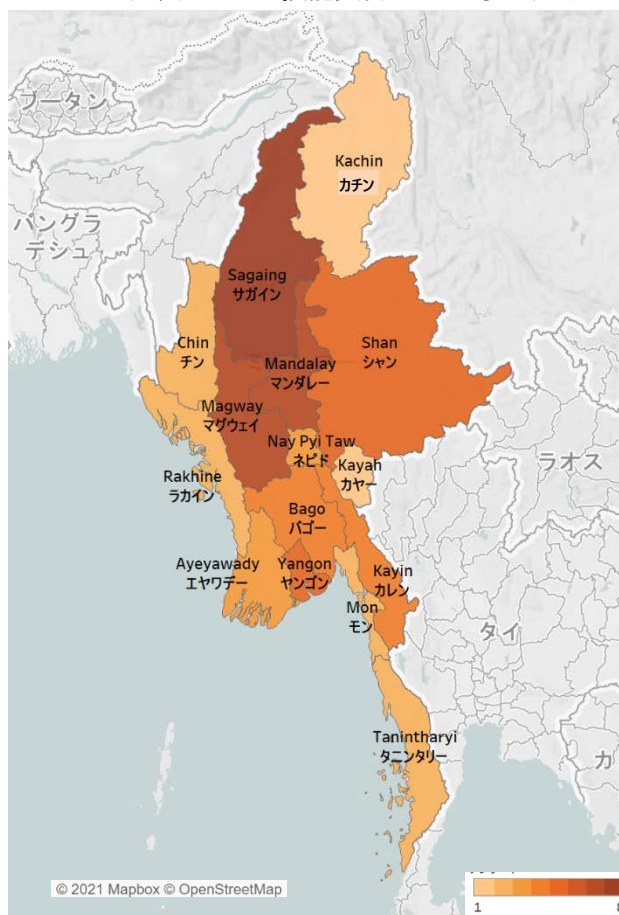 ブータン
Kachin
カチン
バングラ
デシュ
Sagaing
サガイン
Chin
チン
Shan
シャン
Mandalay
マンダレー
Magway
マグウェイ
Nay Pyi Taw
ネピド
Kayah
カヤー
ラオス
Rakhine
ラカイン
Bago
バゴー
Ayeyawady
エヤワデー
Yangon
ヤンゴン
Kayin
カレン
Mon
モン
タイ
Tanintharyi
タニンタリー
カ
© 2021 Mapbox © OpenStreetMap
1
8